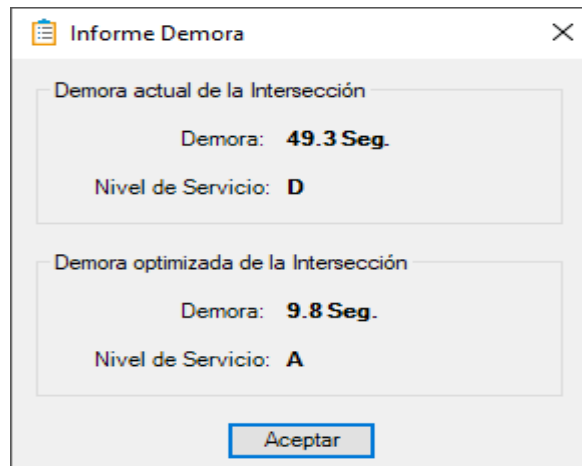 Informe Demora
Demora actual de la Intersección
Demora: 49.3 Seg.
Nivel de Servicio: D
Demora optimizada de la Intersección
Demora: 9.8 Seg.
Nivel de Servicio: A
Aceptar